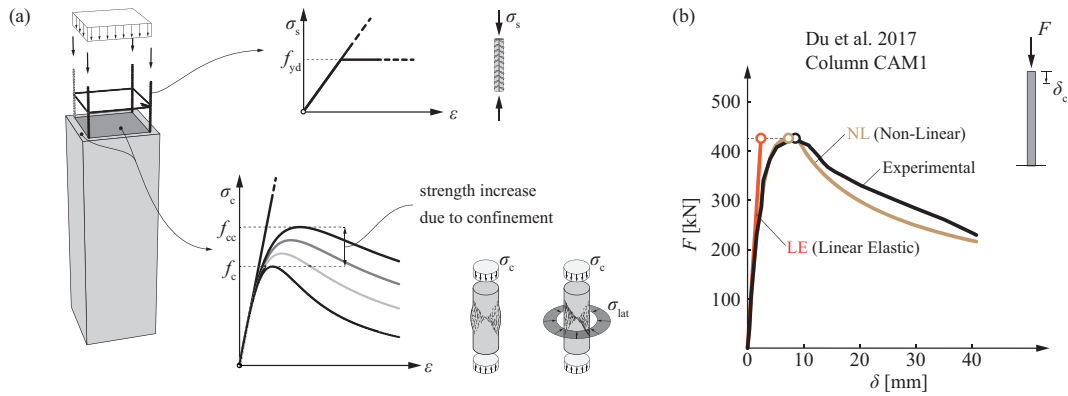 (a)
σs
fyd
ε
σs
σc
fcc
fc
ε
strength increase
due to confinement
σc
σc
σlat
(b)
Du et al. 2017
Column CAM1
F
δc
500
400
300
200
100
0
10
20
30
40
F [kN]
δ [mm]
NL (Non-Linear)
Experimental
LE (Linear Elastic)